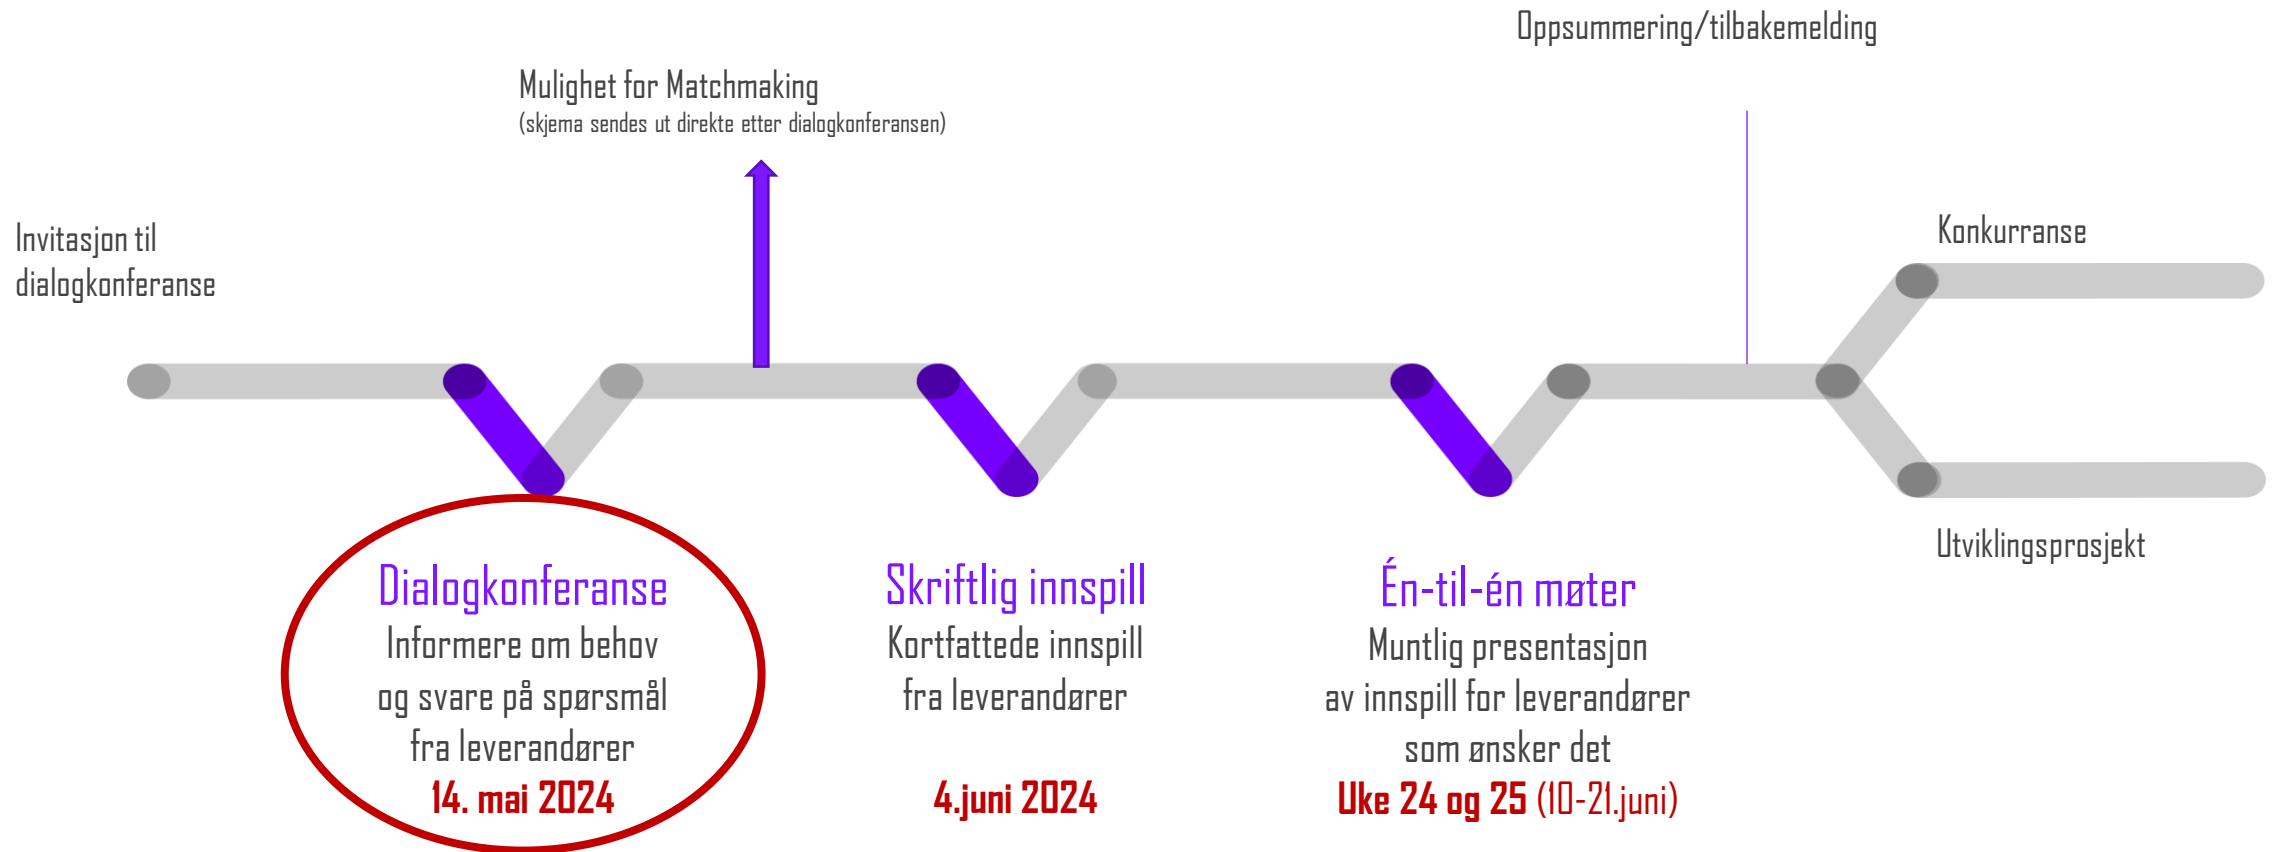 Oppsummering/tilbakemelding
Mulighet for Matchmaking
(skjema sendes ut direkte etter dialogkonferansen)
Invitasjon til
dialogkonferanse
Konkurranse
Utviklingsprosjekt
Dialogkonferanse
Informere om behov
og svare på spørsmål
fra leverandører
14. mai 2024
Skriftlig innspill
Kortfattede innspill
fra leverandører
4.juni 2024
Én-til-én møter
Muntlig presentasjon
av innspill for leverandører
som ønsker det
Uke 24 og 25 (10-21.juni)